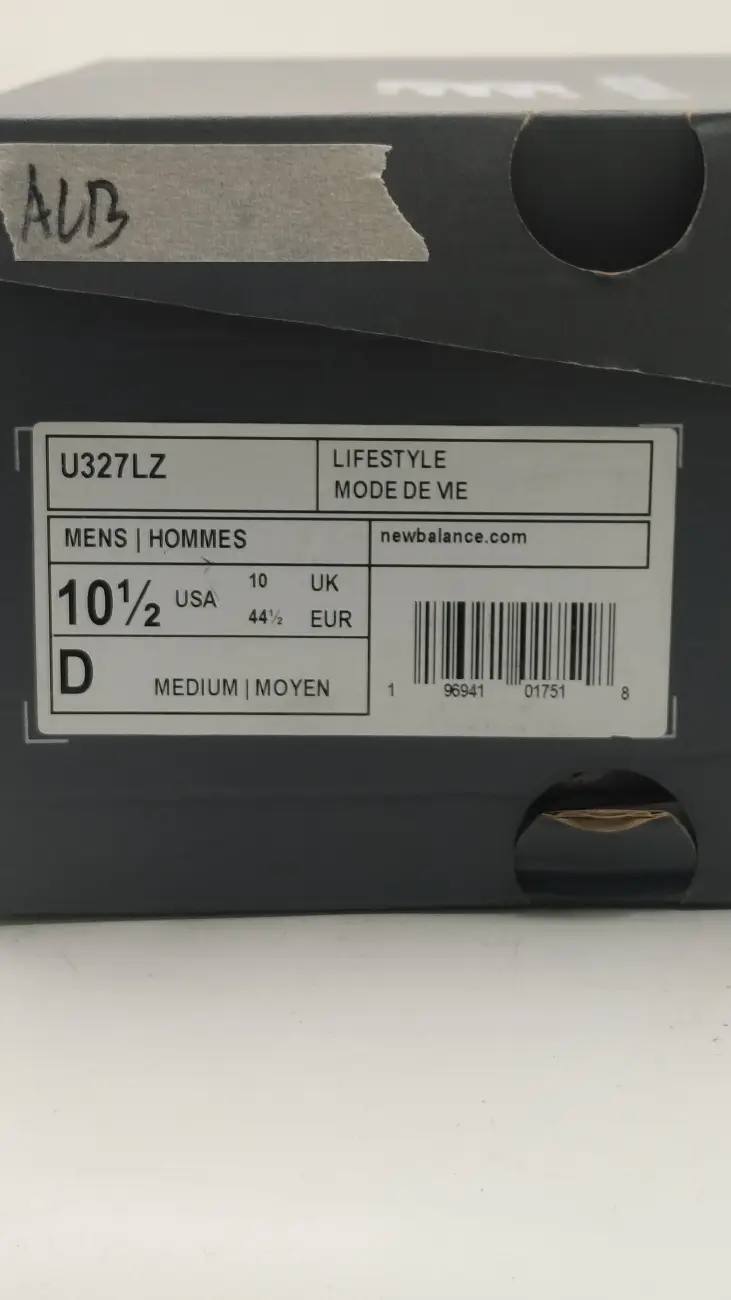 AUB
U327LZ
LIFESTYLE
MODE DE VIE
MENS | HOMMES
newbalance.com
10½ USA
10 UK
44½ EUR
D MEDIUM | MOYEN
1 96941 01751 8